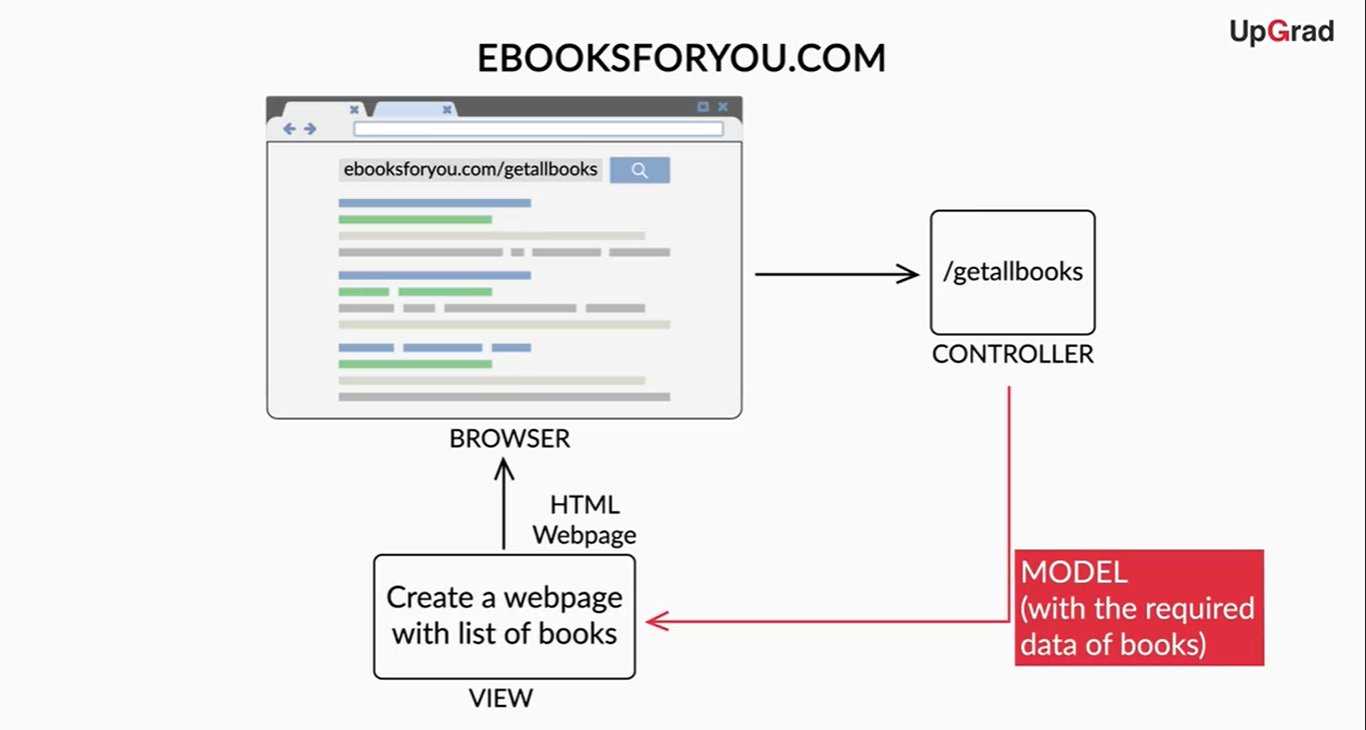 UpGrad
EBOOKSFORYOU.COM
ebooksforyou.com/getallbooks
/getallbooks
CONTROLLER
BROWSER
HTML
Webpage
Create a webpage
with list of books
VIEW
MODEL
(with the required
data of books)